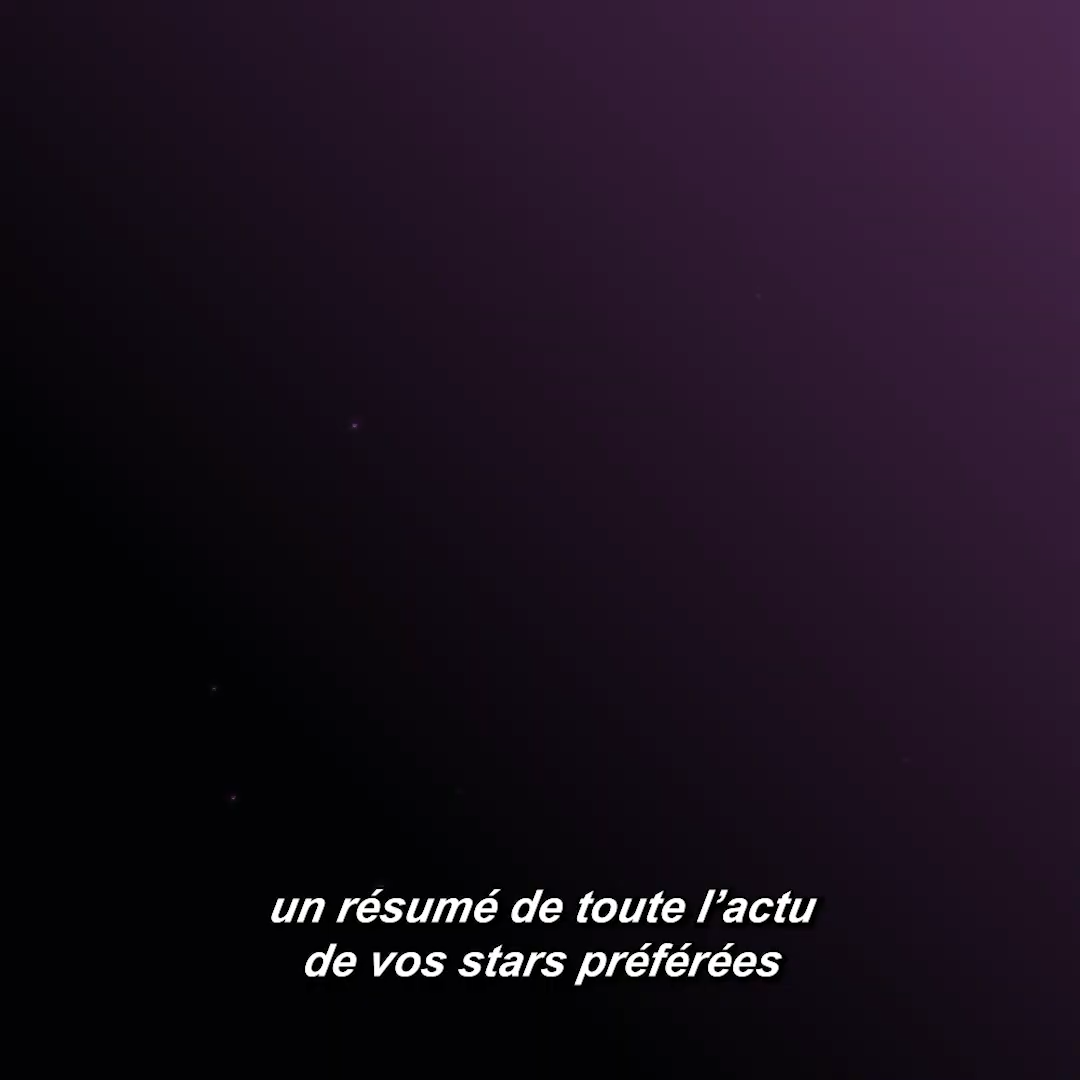 un résumé de toute l’actu
de vos stars préférées